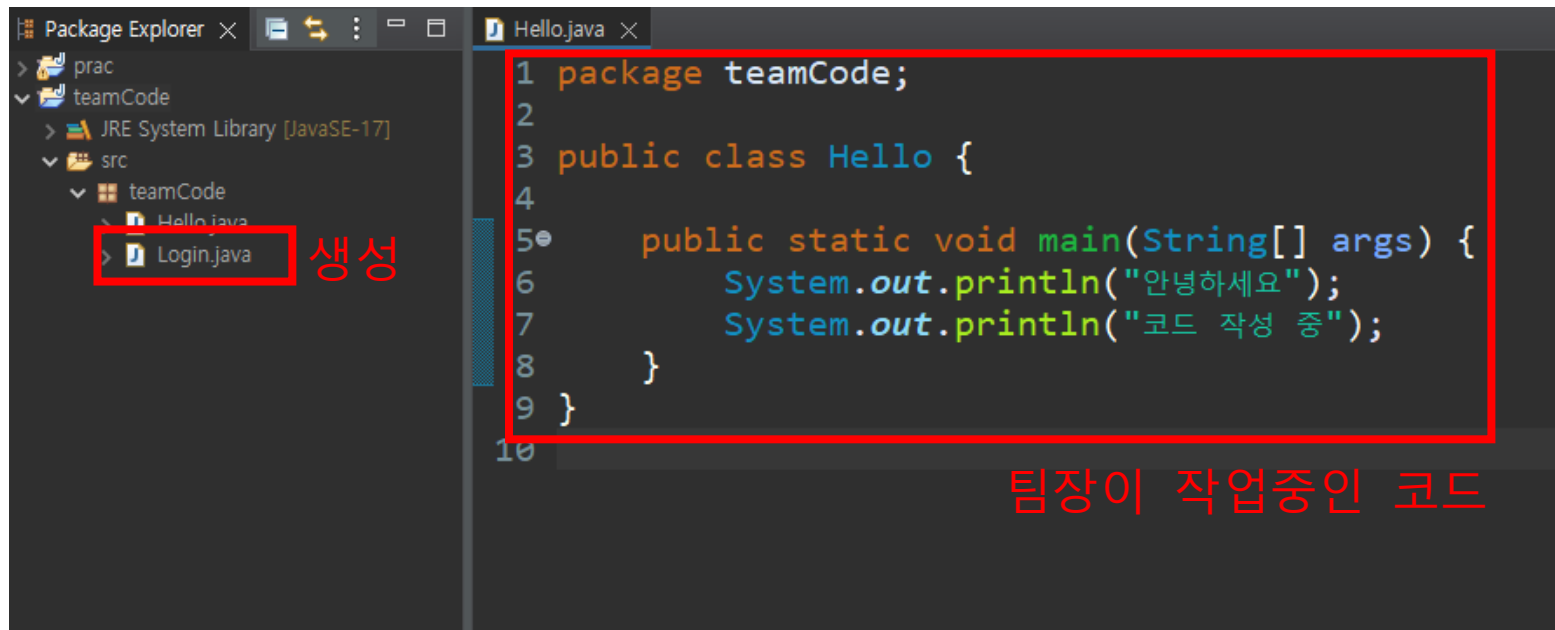 Package Explorer
prac
teamCode
JRE System Library [JavaSE-17]
src
teamCode
Hello.java
Login.java
생성
Hello.java
1 package teamCode;
2
3 public class Hello {
4
5 public static void main(String[] args) {
6 System.out.println("안녕하세요");
7 System.out.println("코드 작성 중");
8 }
9 }
10
팀장이 작업중인 코드